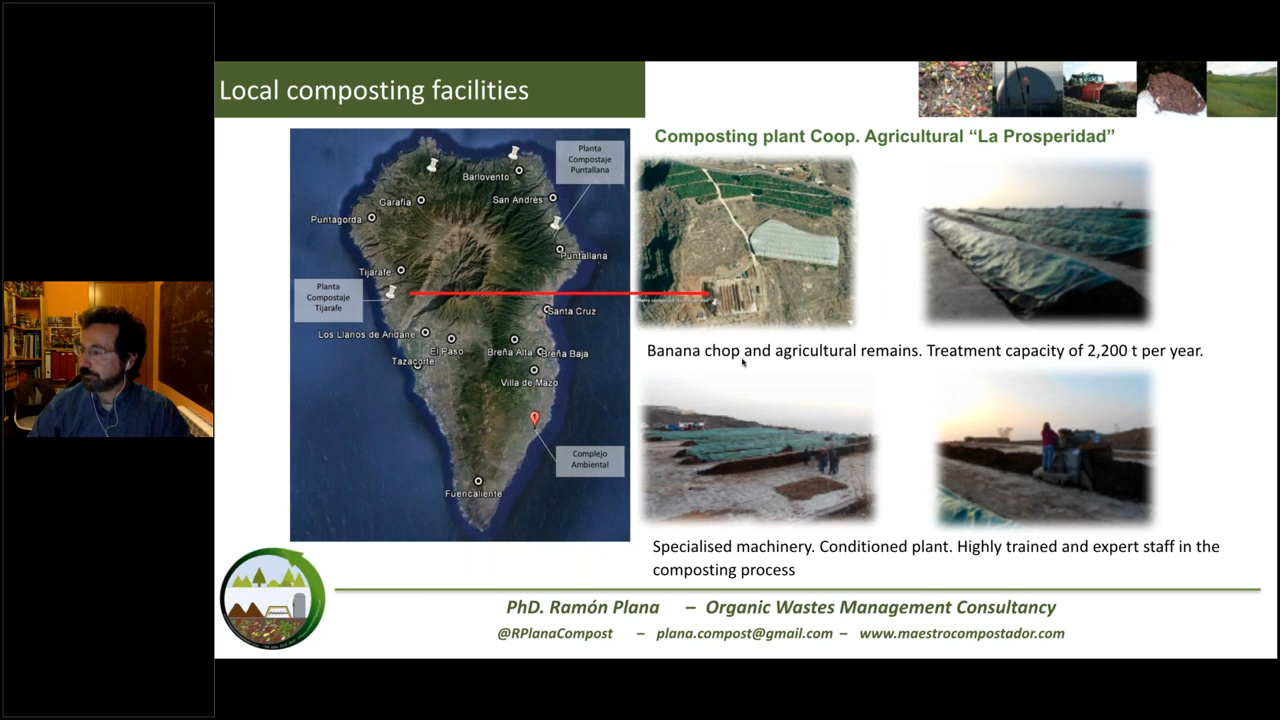 Local composting facilities
Composting plant Coop. Agricultural “La Prosperidad”
Planta
Compostaje
Puntallana
Barlovento
San Andrés
Garafia
Puntagorda
Puntallana
Tijarafe
Planta
Compostaje
Tijarafe
Santa Cruz
Los Llanos de Aridane
El Paso
Breña Alta
Breña Baja
Tazacorte
Villa de Mazo
Complejo
Ambiental
Fuencaliente
Banana chop and agricultural remains. Treatment capacity of 2,200 t per year.
Specialised machinery. Conditioned plant. Highly trained and expert staff in the
composting process
PhD. Ramón Plana – Organic Wastes Management Consultancy
@RPlanaCompost – plana.compost@gmail.com – www.maestrocompostador.com